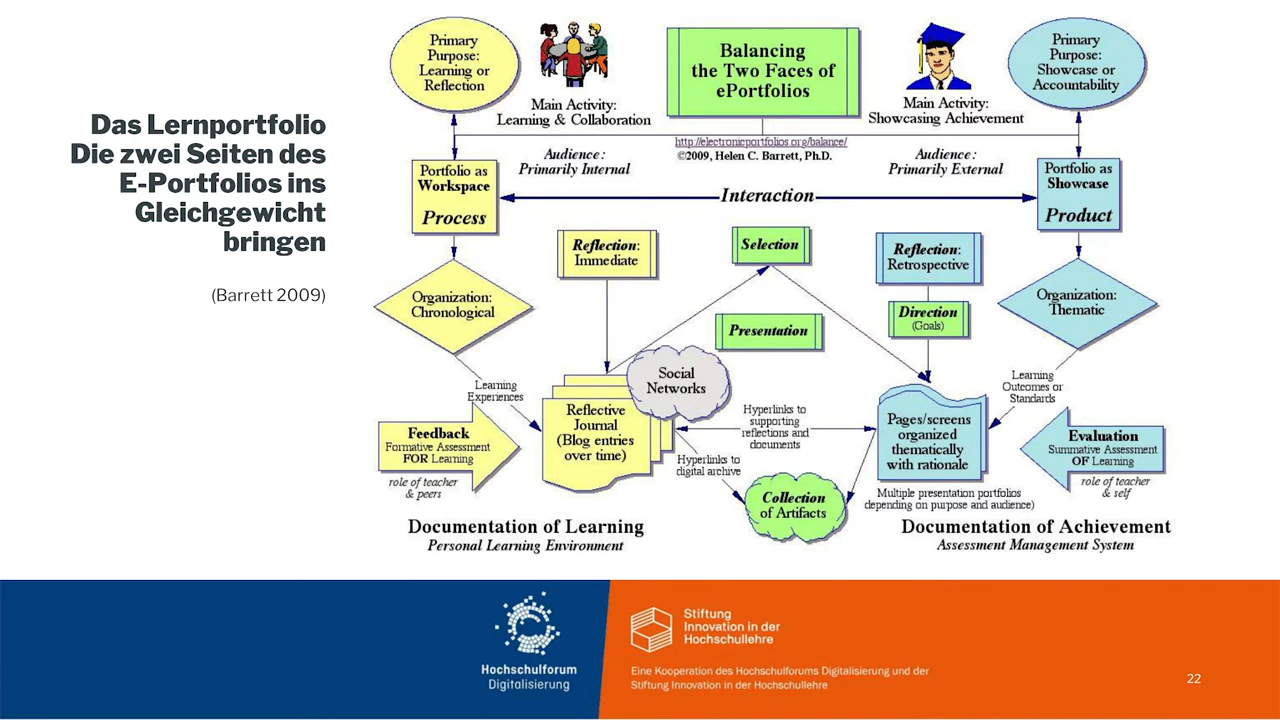 Das Lernportfolio
Die zwei Seiten des
E-Portfolios ins
Gleichgewicht
bringen
(Barrett 2009)
Primary
Purpose:
Learning or
Reflection
Main Activity:
Learning & Collaboration
Balancing
the Two Faces of
ePortfolios
Main Activity:
Showcasing Achievement
Primary
Purpose:
Showcase or
Accountability
http://electronicportfolios.org/balance/
©2009, Helen C. Barrett, Ph.D.
Audience:
Primarily Internal
Audience:
Primarily External
Portfolio as
Workspace
Process
Interaction
Portfolio as
Showcase
Product
Reflection:
Immediate
Selection
Reflection:
Retrospective
Organization:
Chronological
Presentation
Direction
(Goals)
Organization:
Thematic
Learning
Experiences
Social
Networks
Learning
Outcomes or
Standards
Feedback
Formative Assessment
FOR Learning
role of teacher
& peers
Reflective
Journal
(Blog entries
over time)
Hyperlinks to
supporting
reflections and
documents
Hyperlinks to
digital archive
Pages/screens
organized
thematically
with rationale
Evaluation
Summative Assessment
OF Learning
role of teacher
& self
Collection
of Artifacts
Multiple presentation portfolios
depending on purpose and audience)
Documentation of Learning
Personal Learning Environment
Documentation of Achievement
Assessment Management System
Hochschulforum
Digitalisierung
Stiftung
Innovation in der
Hochschullehre
Eine Kooperation des Hochschulforums Digitalisierung und der
Stiftung Innovation in der Hochschullehre
22